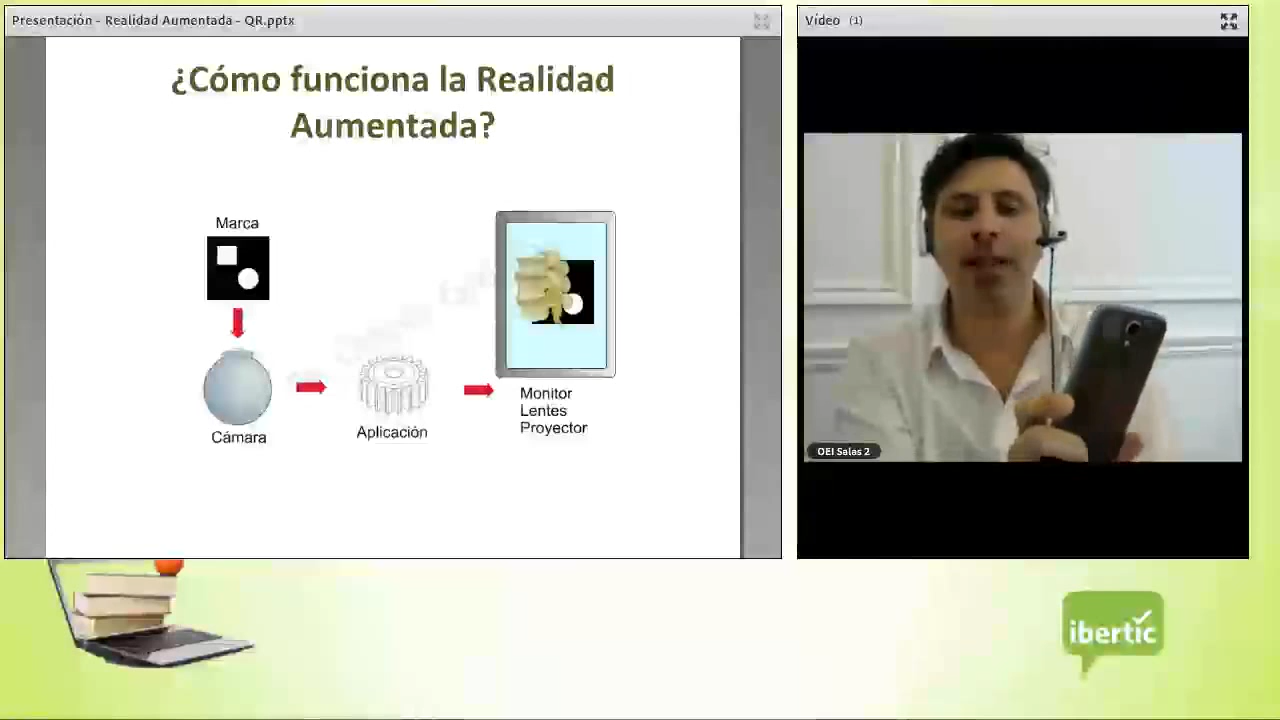 Presentación - Realidad Aumentada - QR.pptx
Vídeo (1)
¿Cómo funciona la Realidad
Aumentada?
Marca
Cámara
Aplicación
Monitor
Lentes
Proyector
OEI Salas 2
ibertic